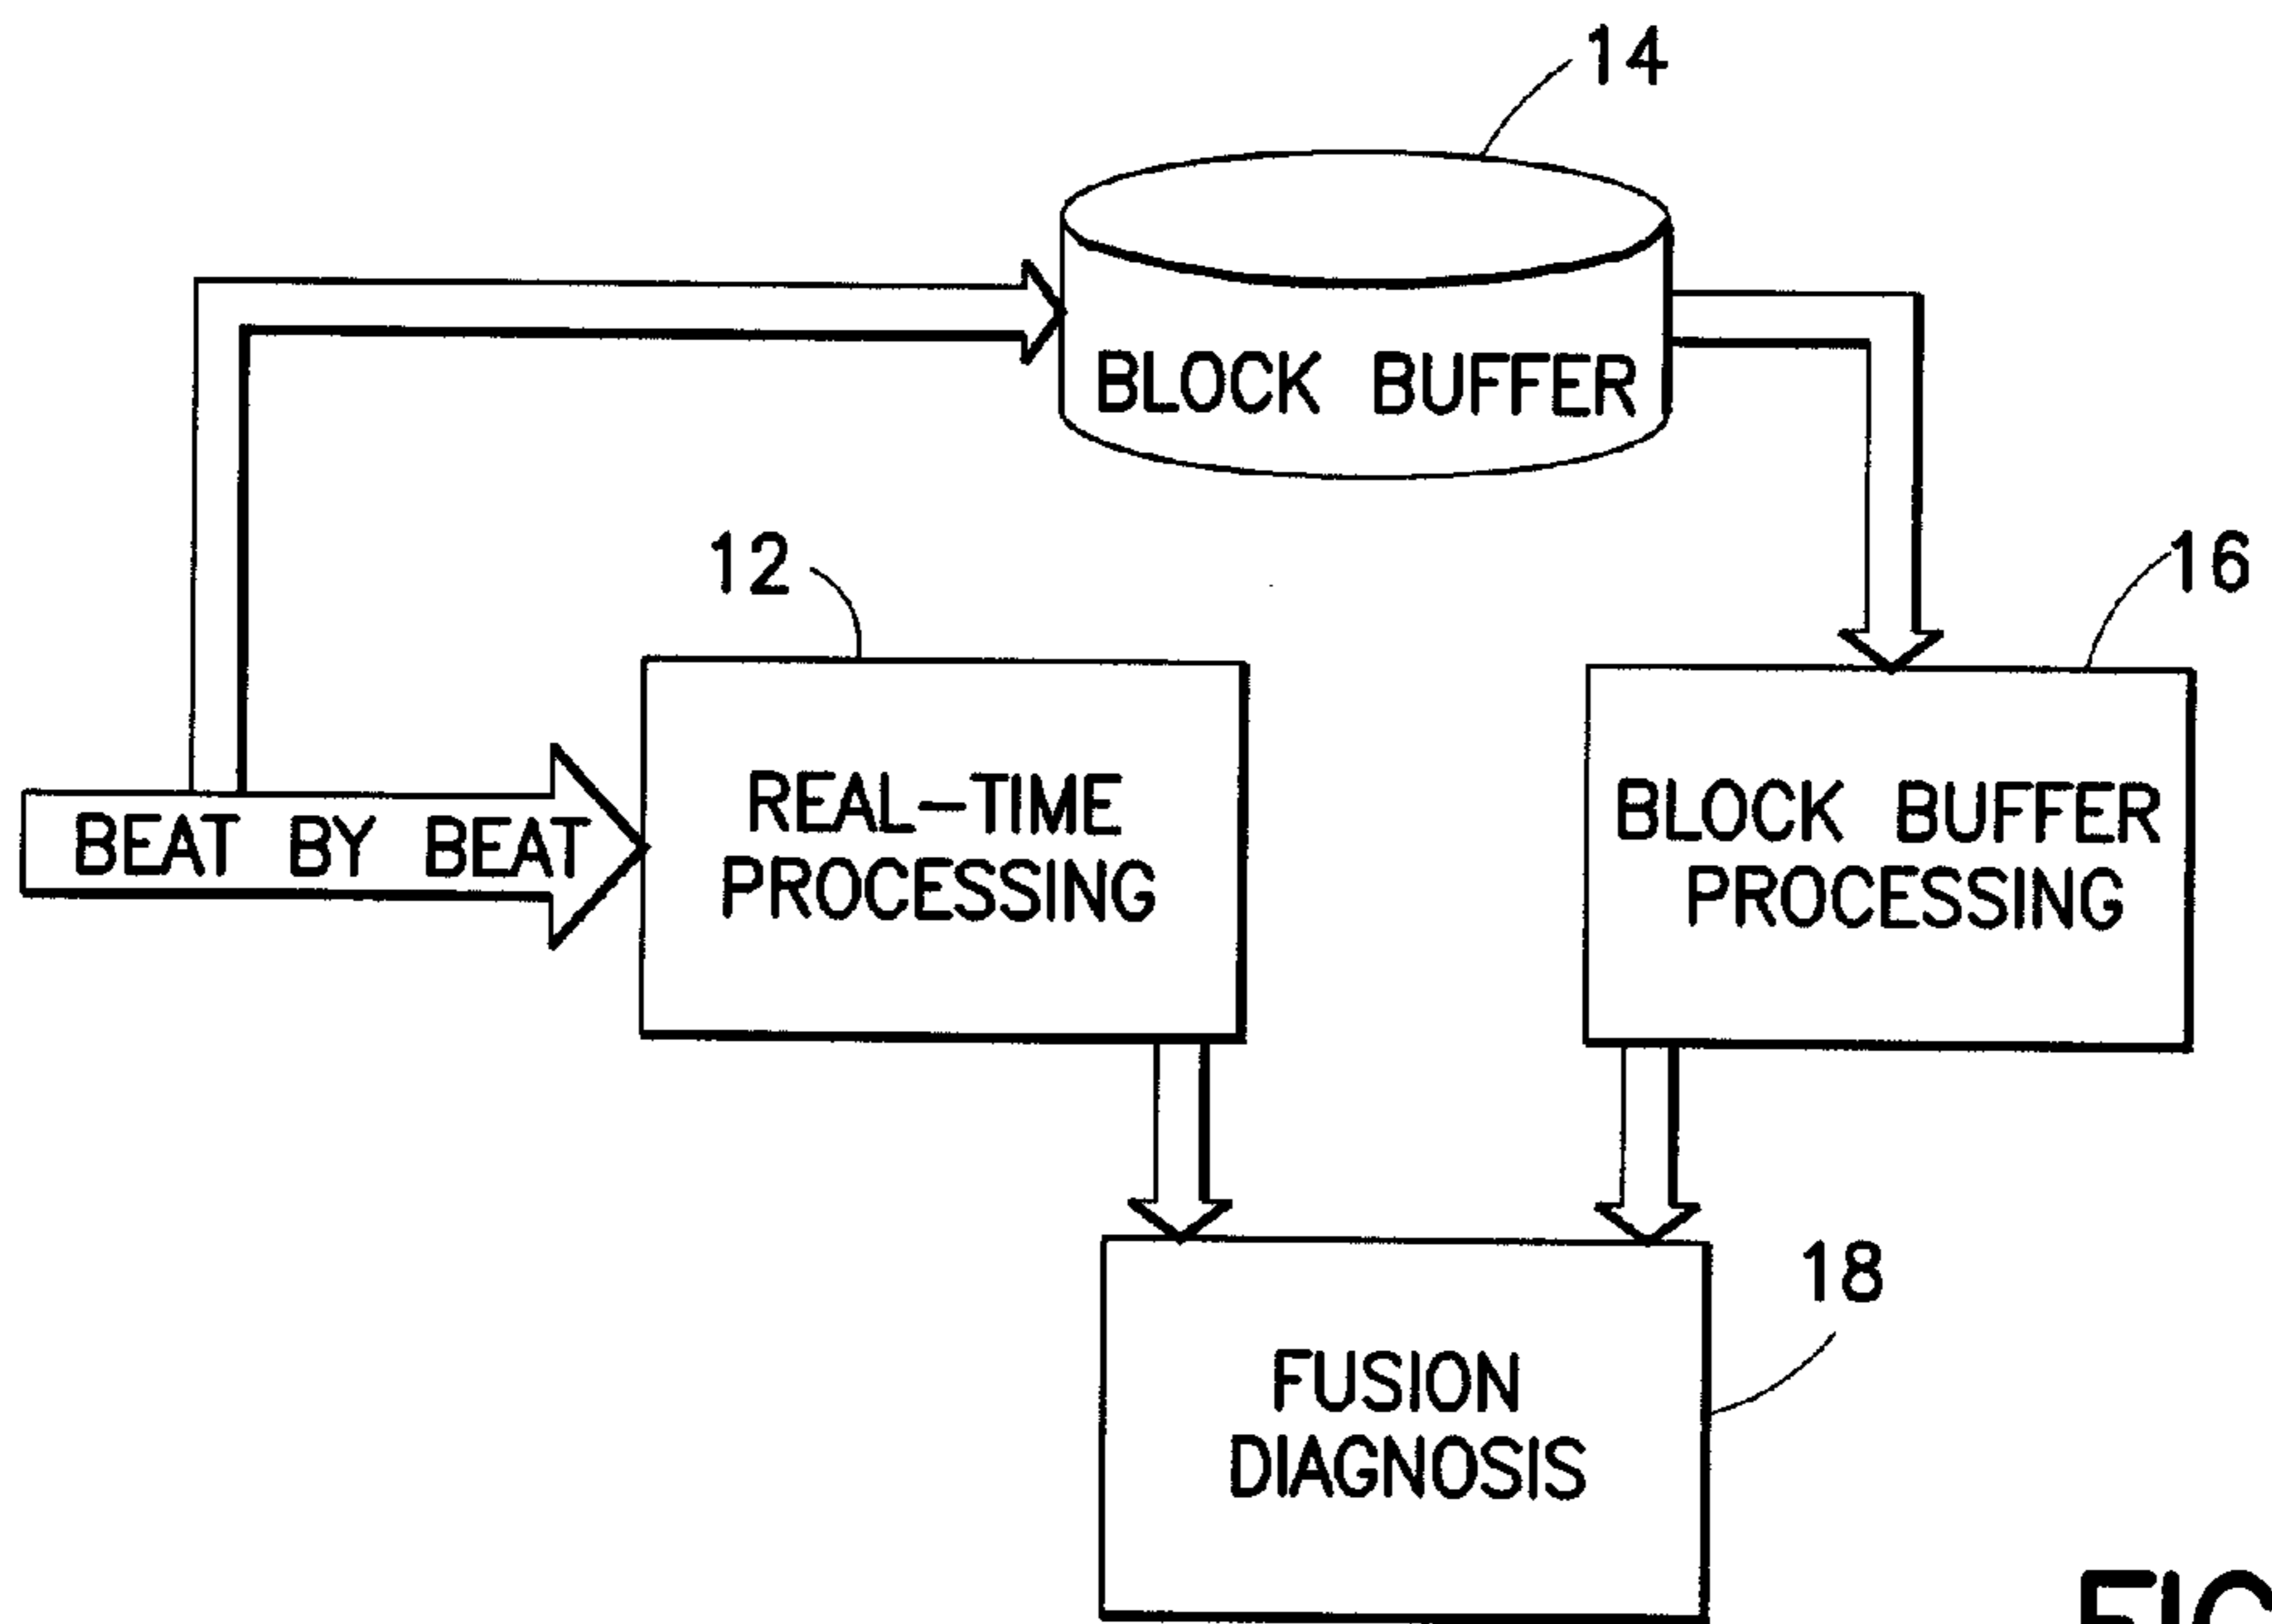 14
BLOCK BUFFER
12
16
REAL-TIME
PROCESSING
BLOCK BUFFER
PROCESSING
BEAT BY BEAT
18
FUSION
DIAGNOSIS